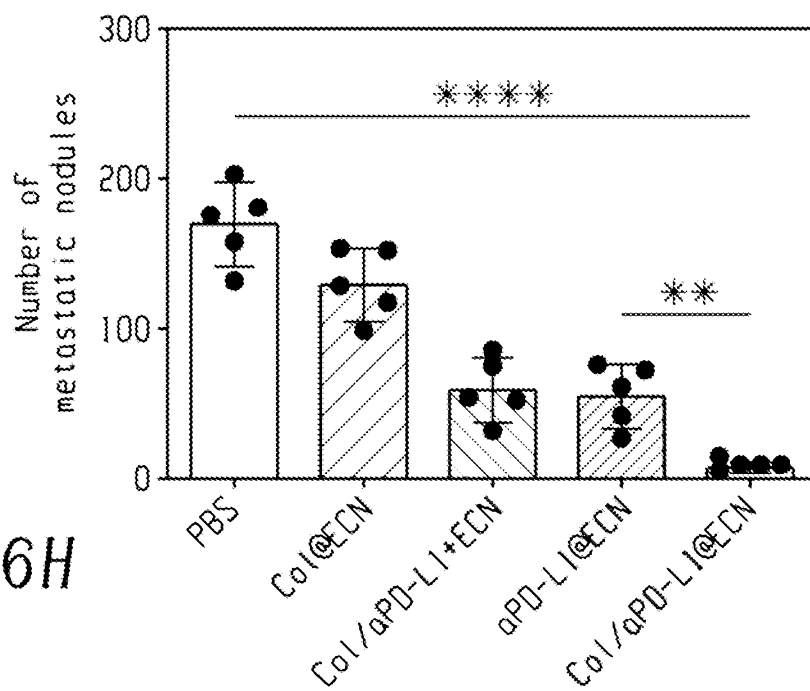 300
200
100
0
Number of
metastatic nodules
****
**
PBS
Col@ECN
Col/aPD-L1+ECN
aPD-L1@ECN
Col/aPD-L1@ECN
6H